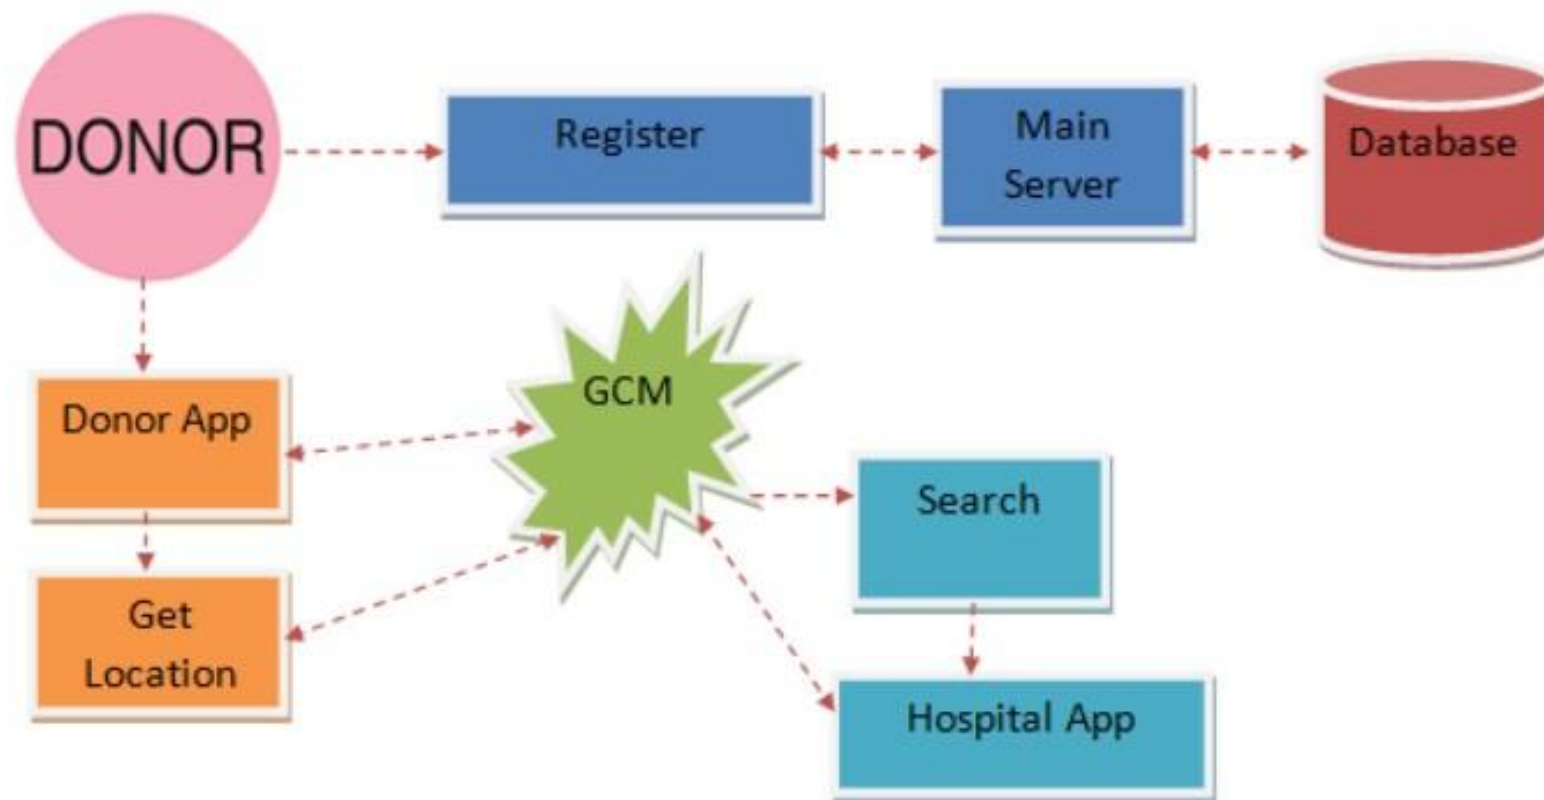 DONOR
Register
Main
Server
Database
GCM
Donor App
Search
Get
Location
Hospital App